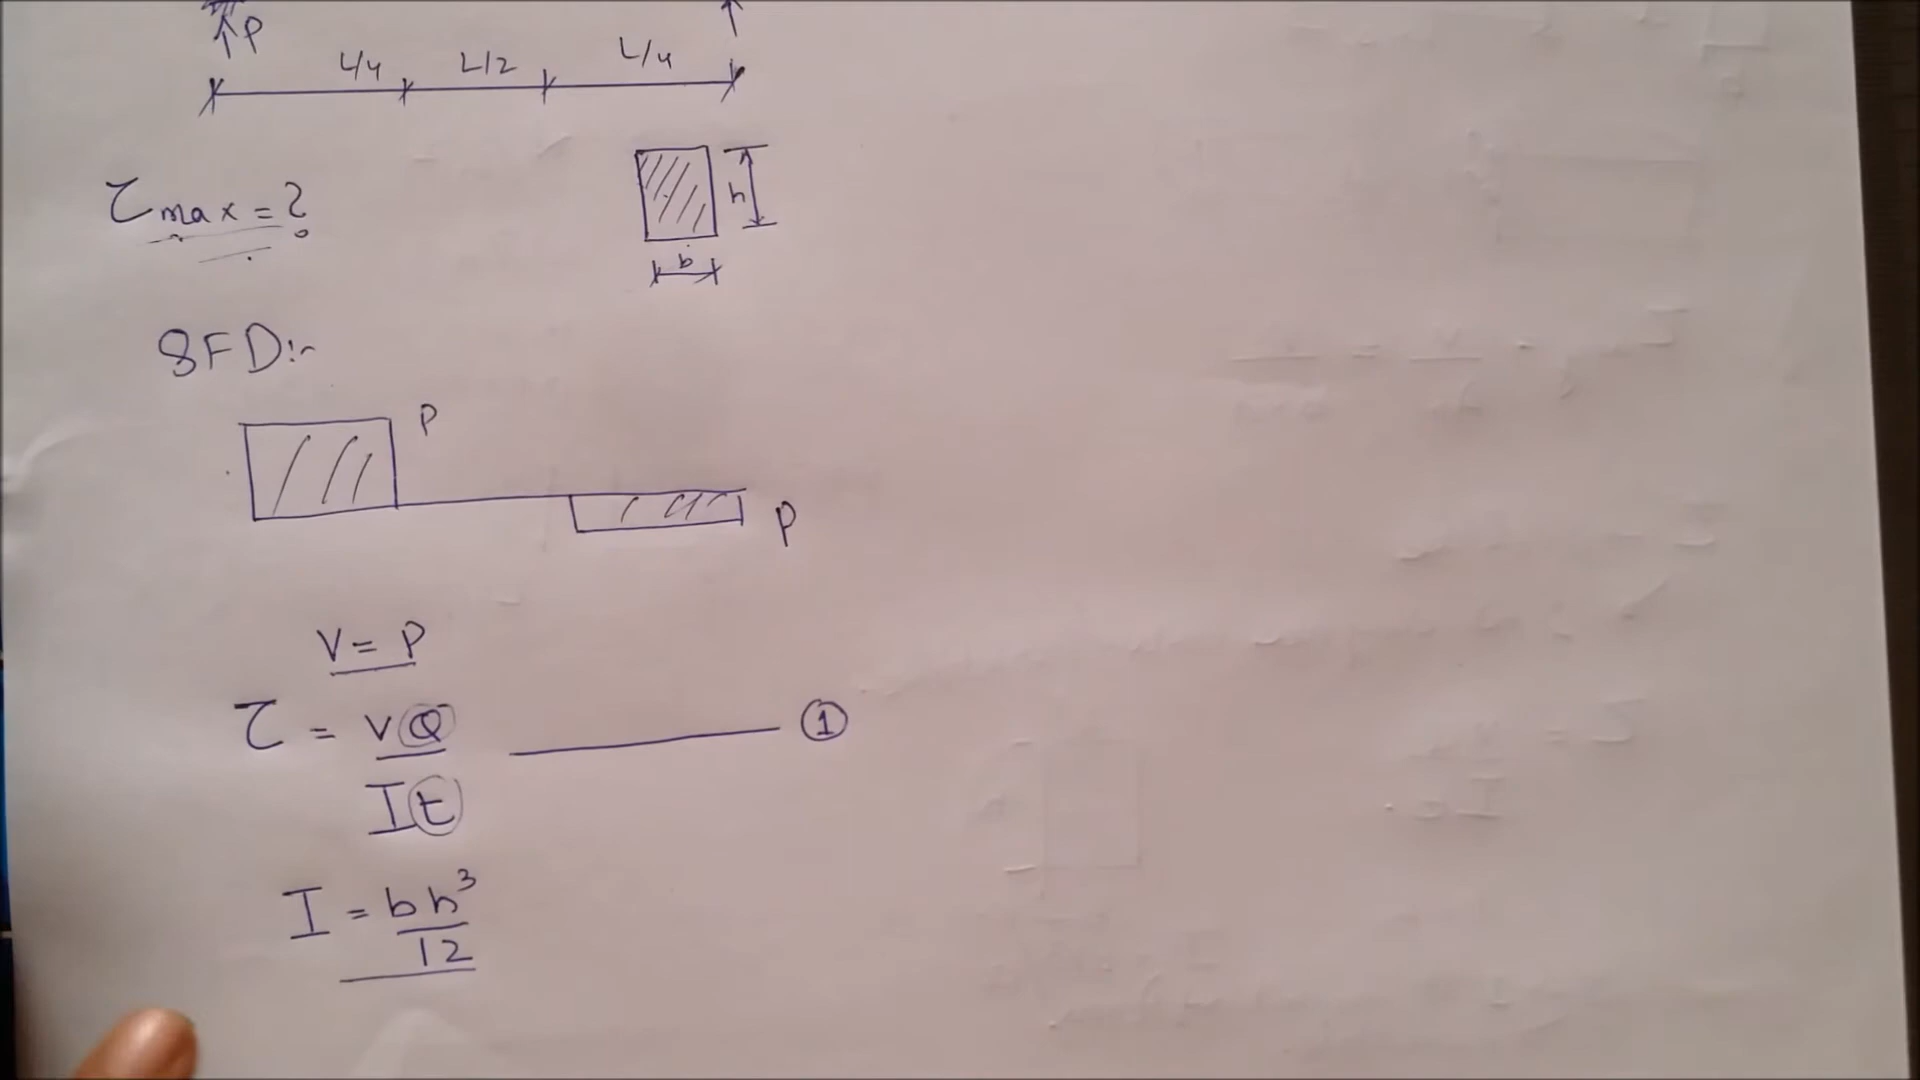 P
L/4 L/2 L/4
τmax = ?
h
b
SFD:-
P
P
V = P
τ = VQ ——— ①
It
I = bh³
12